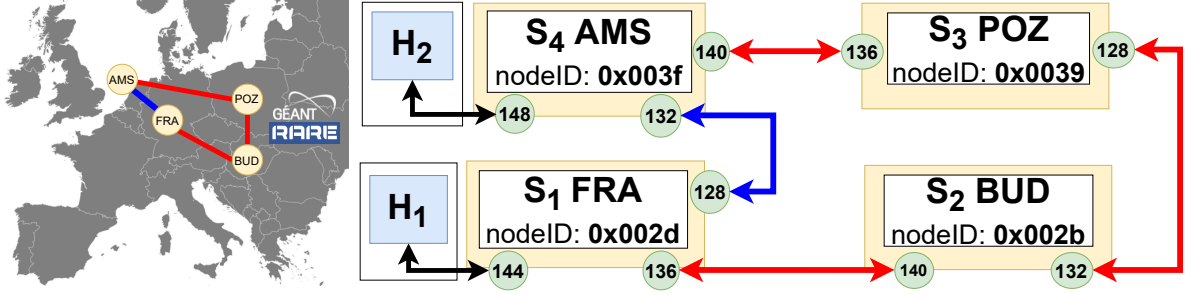 AMS
POZ
FRA
BUD
GÉANT
RARE
H2
148
S4 AMS
nodeID: 0x003f
140
132
136
S3 POZ
nodeID: 0x0039
128
H1
144
S1 FRA
nodeID: 0x002d
128
136
S2 BUD
nodeID: 0x002b
140
132